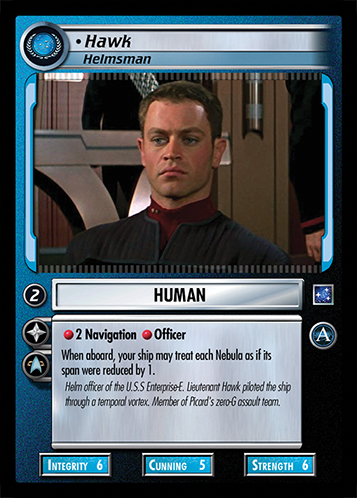 • Hawk
Helmsman
2
HUMAN
2 Navigation Officer
A
When aboard, your ship may treat each Nebula as if its
span were reduced by 1.
Helm officer of the U.S.S Enterprise-E. Lieutenant Hawk piloted the ship
through a temporal vortex. Member of Picard's zero-G assault team.
INTEGRITY 6
CUNNING 5
STRENGTH 6